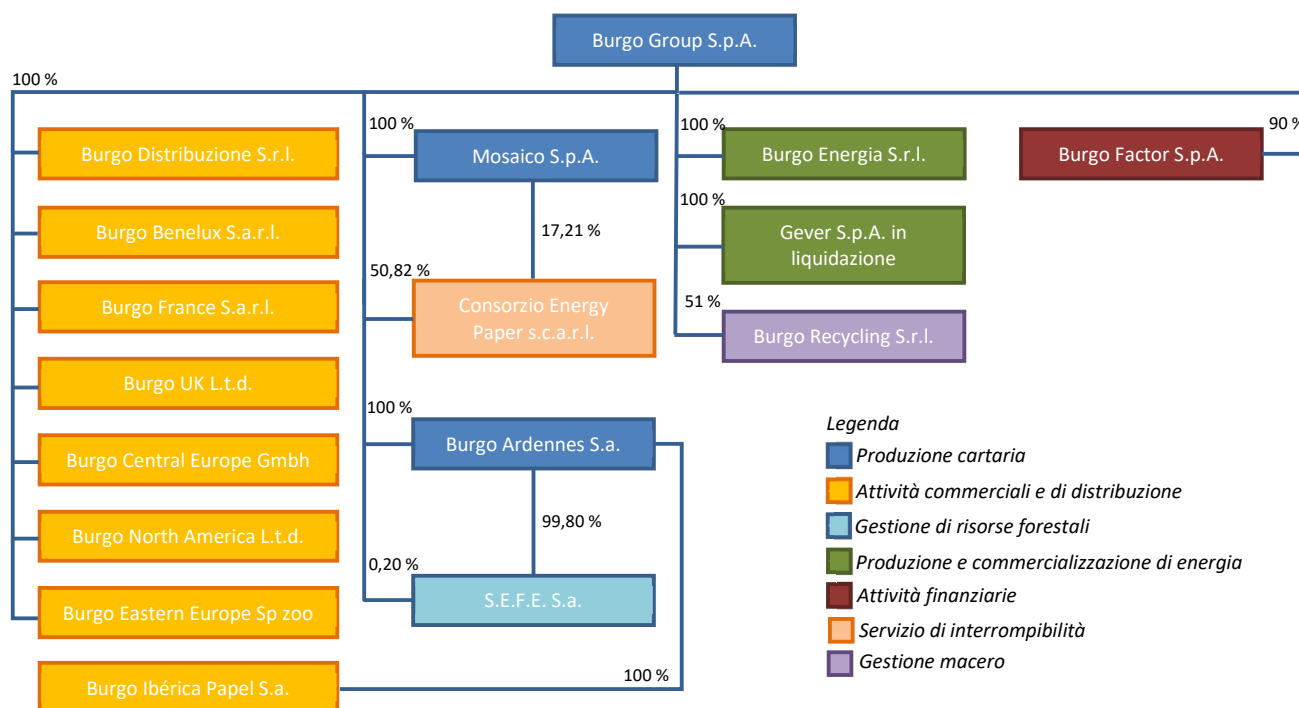 Burgo Group S.p.A.
100 %
Burgo Distribuzione S.r.l.
Burgo Benelux S.a.r.l.
Burgo France S.a.r.l.
Burgo UK L.t.d.
Burgo Central Europe Gmbh
Burgo North America L.t.d.
Burgo Eastern Europe Sp zoo
Burgo Ibérica Papel S.a.
100 %
Mosaico S.p.A.
17,21 %
50,82 %
Consorzio Energy
Paper s.c.a.r.l.
100 %
Burgo Ardennes S.a.
99,80 %
0,20 %
S.E.F.E. S.a.
100 %
100 %
Burgo Energia S.r.l.
100 %
Gever S.p.A. in
liquidazione
51 %
Burgo Recycling S.r.l.
90 %
Burgo Factor S.p.A.
Legenda
Produzione cartaria
Attività commerciali e di distribuzione
Gestione di risorse forestali
Produzione e commercializzazione di energia
Attività finanziarie
Servizio di interrompibilità
Gestione macero